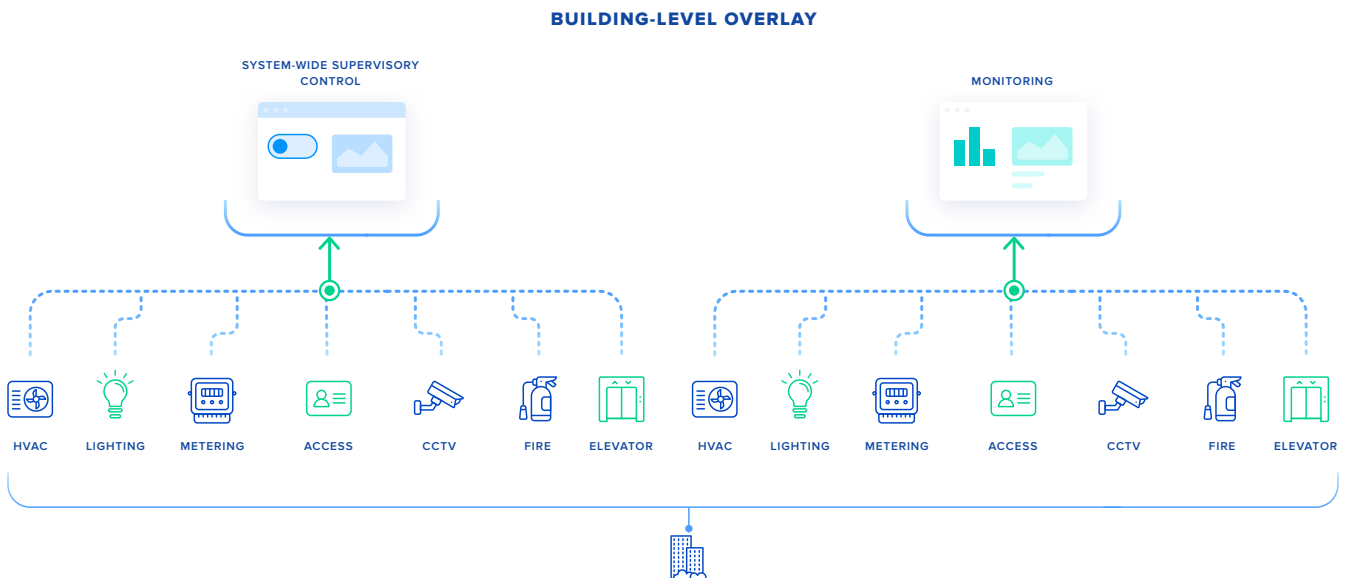 BUILDING-LEVEL OVERLAY
SYSTEM-WIDE SUPERVISORY
CONTROL
MONITORING
HVAC
LIGHTING
METERING
ACCESS
CCTV
FIRE
ELEVATOR
HVAC
LIGHTING
METERING
ACCESS
CCTV
FIRE
ELEVATOR